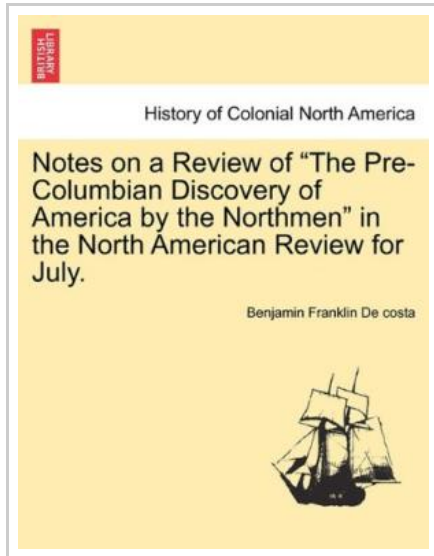 BRITISH
LIBRARY
History of Colonial North America
Notes on a Review of “The Pre-
Columbian Discovery of
America by the Northmen” in
the North American Review for
July.
Benjamin Franklin De costa